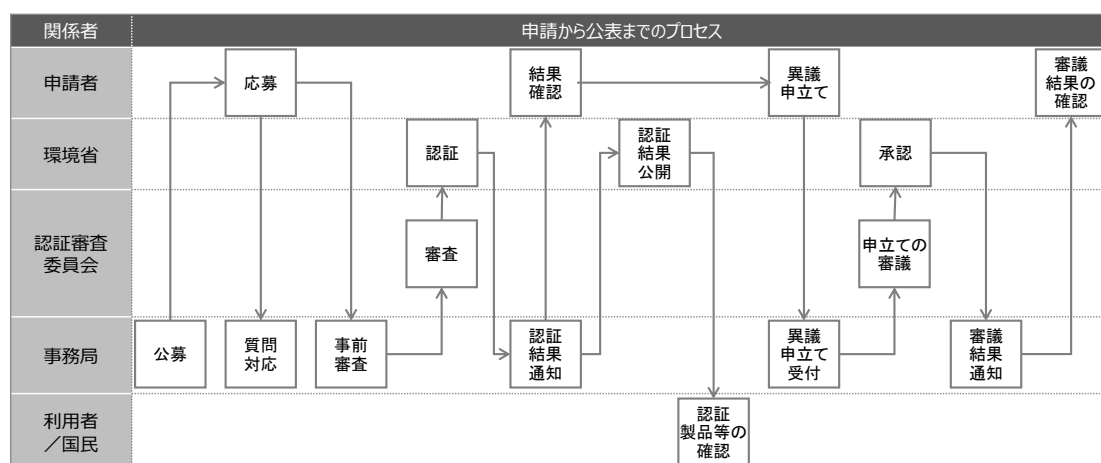 関係者
申請から公表までのプロセス
申請者
応募
結果
確認
異議
申立て
審議
結果の
確認
環境省
認証
認証
結果
公開
承認
認証審査
委員会
審査
申立ての
審議
事務局
公募
質問
対応
事前
審査
認証
結果
通知
異議
申立て
受付
審議
結果
通知
利用者
／国民
認証
製品等の
確認